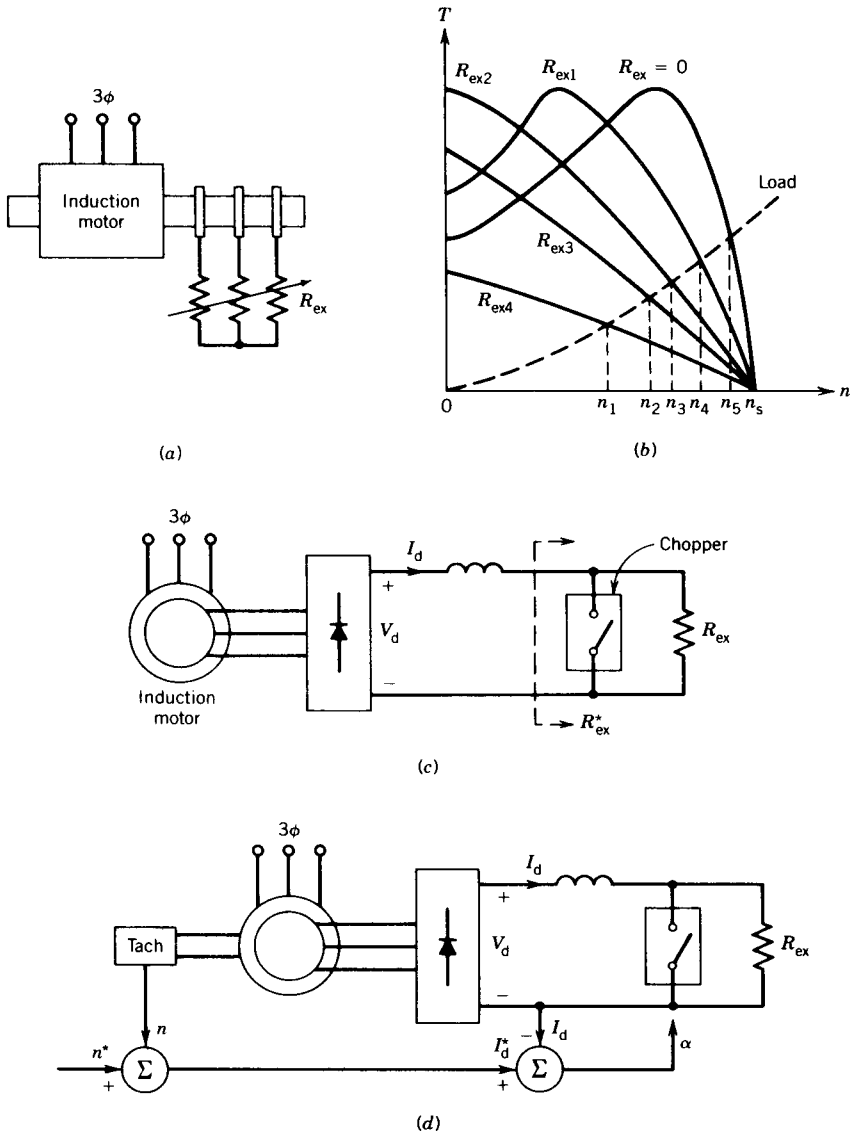 3ϕ
Induction
motor
R_ex
(a)
T
R_ex2
R_ex1
R_ex = 0
Load
R_ex3
R_ex4
0
n_1
n_2
n_3
n_4
n_5
n_s
n
(b)
3ϕ
Induction
motor
I_d
+
V_d
−
Chopper
R_ex
R*_ex
(c)
3ϕ
Tach
I_d
+
V_d
−
R_ex
n
n*
+
Σ
I*_d
+
−
I_d
Σ
α
(d)